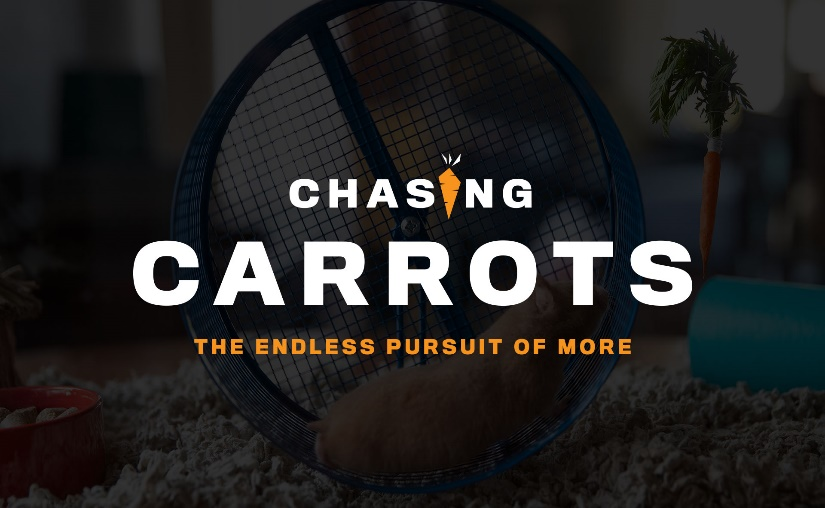 CHASING
CARROTS
THE ENDLESS PURSUIT OF MORE